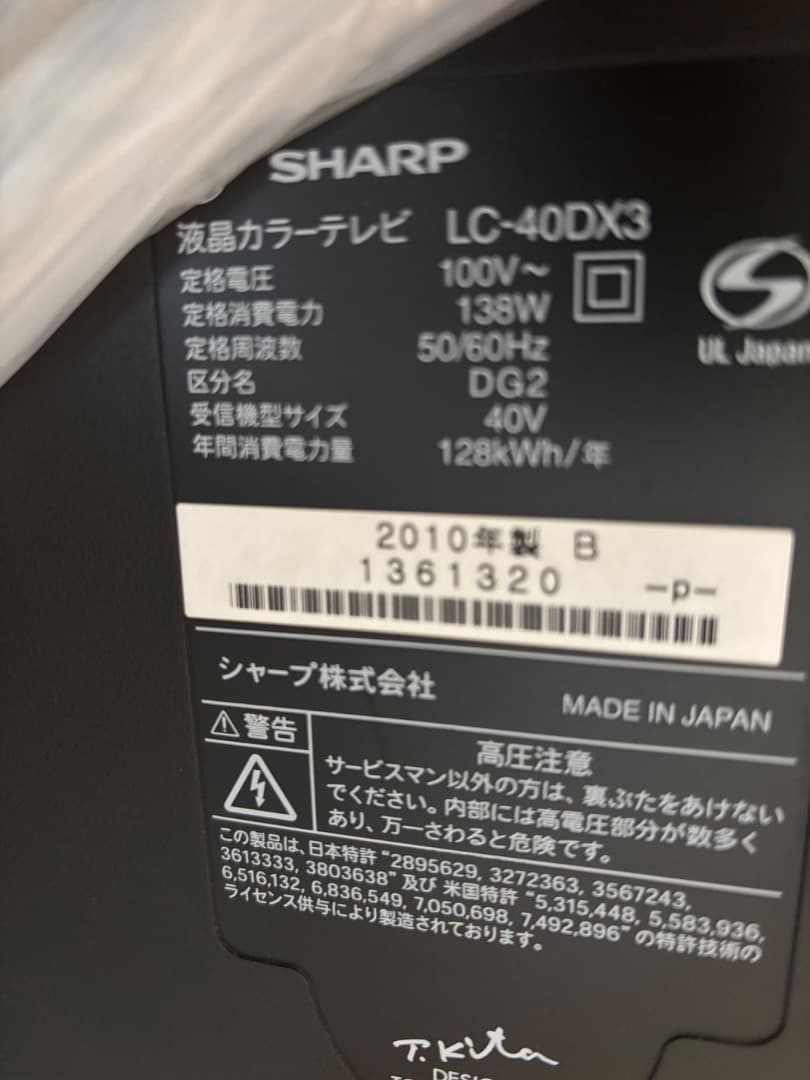 SHARP
液晶カラーテレビ LC-40DX3
定格電圧 100V~
定格消費電力 138W
定格周波数 50/60Hz
区分名 DG2
受信機型サイズ 40V
年間消費電力量 128kWh/年
UL Japan
2010年製 B
1361320 -p-
シャープ株式会社
MADE IN JAPAN
警告
高圧注意
サービスマン以外の方は、裏ぶたをあけない
でください。内部には高電圧部分が数多く
あり、万一さわると危険です。
この製品は、日本特許 "2895629, 3272363, 3567243,
3613333, 3803638" 及び 米国特許 "5,315,448, 5,583,936,
6,516,132, 6,836,549, 7,050,698, 7,492,896" の特許技術の
ライセンス供与により製造されております。
T.Kita